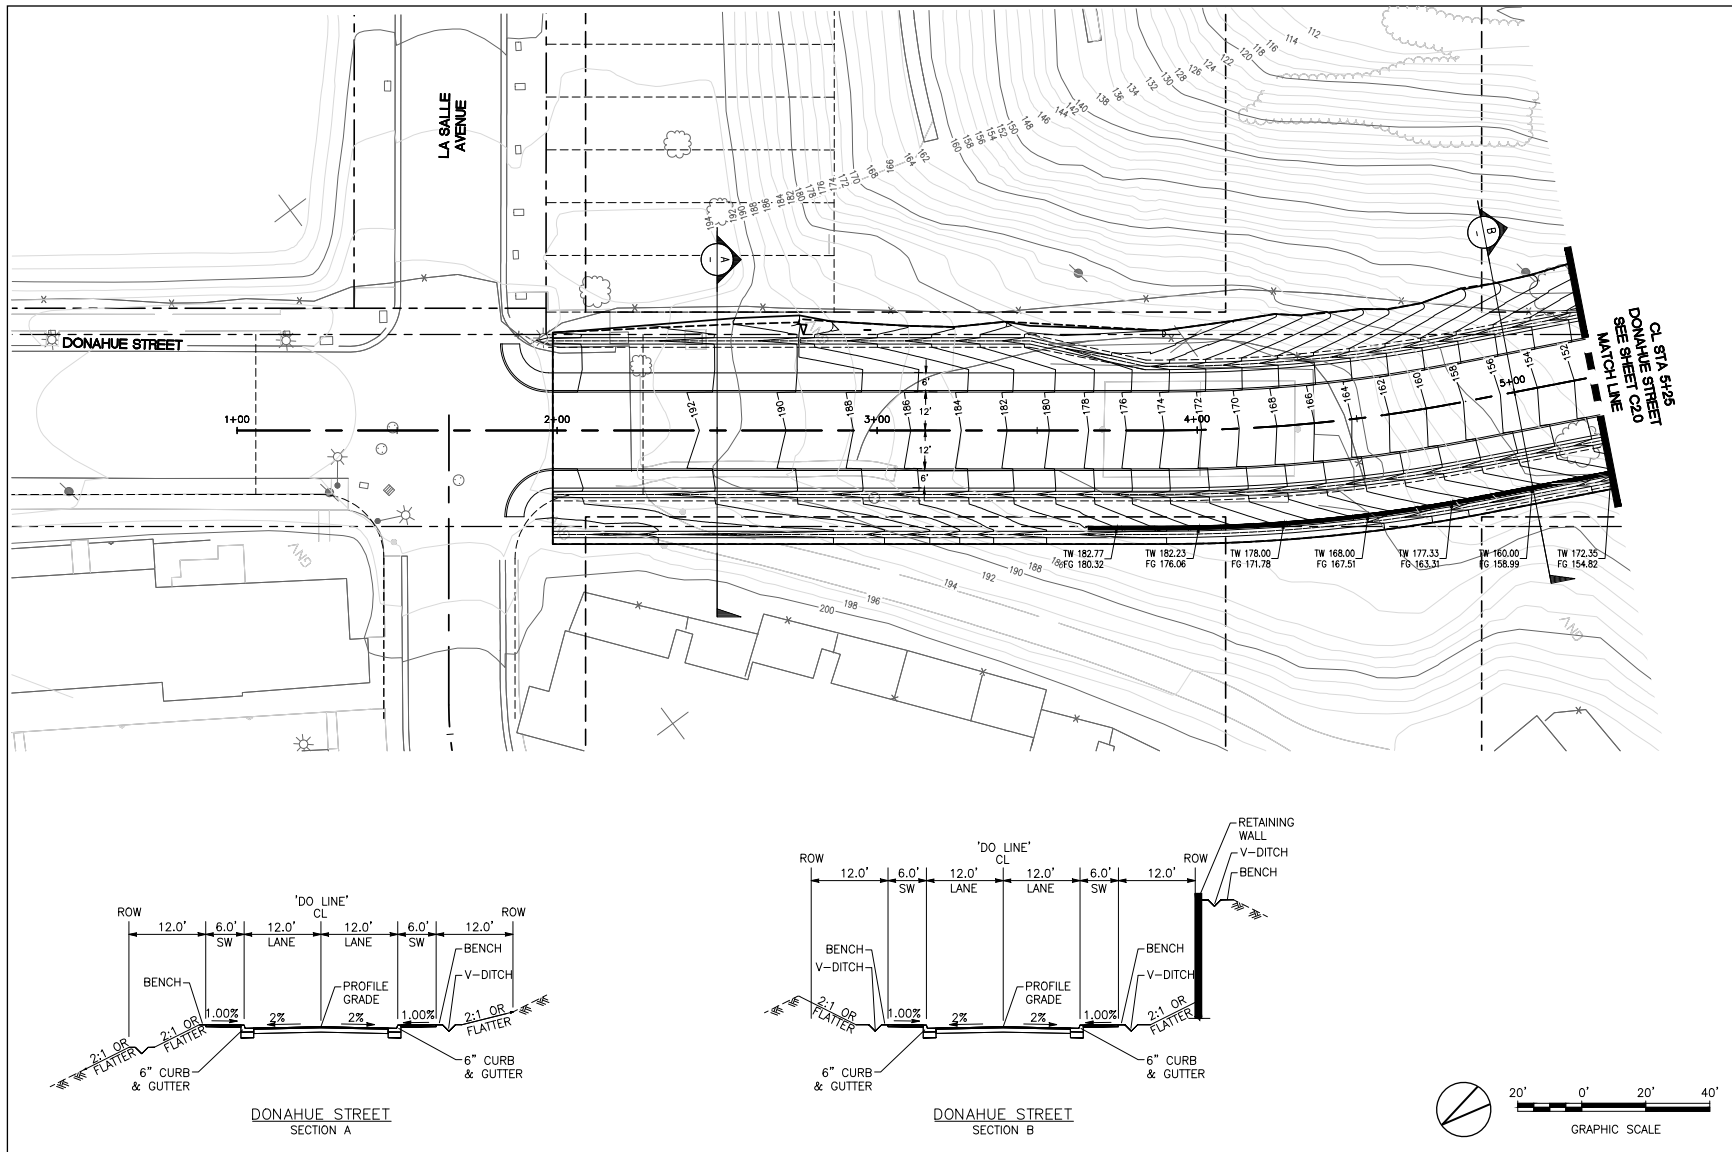 LA SALLE
AVENUE
DONAHUE STREET
112
114
116
118
120
122
124
126
128
130
132
134
136
138
140
142
144
146
148
150
152
154
156
158
160
162
164
166
168
170
172
174
176
178
180
182
184
186
188
190
192
194
A
–
B
–
192
190
188
186
184
182
180
178
176
174
172
170
168
166
164
162
160
158
156
154
152
1+00
2+00
3+00
4+00
5+00
6'
12'
12'
6'
CL STA 5+25
DONAHUE STREET
SEE SHEET C2.0
MATCH LINE
TW 182.77
FG 180.32
TW 182.23
FG 176.06
TW 178.00
FG 171.78
TW 168.00
FG 167.51
TW 177.33
FG 163.31
TW 160.00
FG 158.99
TW 172.35
FG 154.82
186
188
190
192
194
196
198
200
GNV
GNV
'DO LINE'
CL
ROW
ROW
12.0'
6.0'
12.0'
12.0'
6.0'
12.0'
SW
LANE
LANE
SW
BENCH
V-DITCH
BENCH
PROFILE
GRADE
1.00%
2%
2%
1.00%
2:1 OR
FLATTER
2:1 OR
FLATTER
2:1 OR
FLATTER
6" CURB
& GUTTER
6" CURB
& GUTTER
DONAHUE STREET
SECTION A
RETAINING
WALL
V-DITCH
BENCH
'DO LINE'
CL
ROW
ROW
12.0'
6.0'
12.0'
12.0'
6.0'
12.0'
SW
LANE
LANE
SW
BENCH
V-DITCH
BENCH
V-DITCH
PROFILE
GRADE
2:1 OR
FLATTER
1.00%
2%
2%
1.00%
2:1 OR
FLATTER
6" CURB
& GUTTER
6" CURB
& GUTTER
DONAHUE STREET
SECTION B
20' 0' 20' 40'
GRAPHIC SCALE